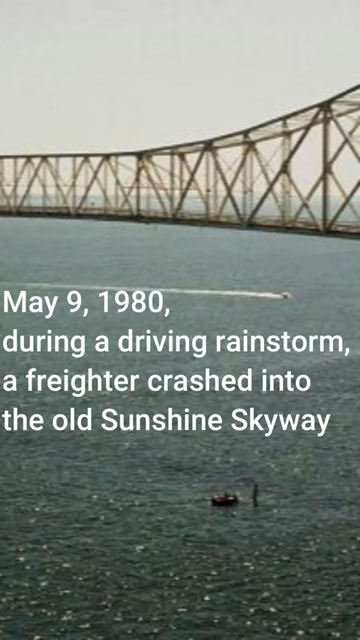 May 9, 1980,
during a driving rainstorm,
a freighter crashed into
the old Sunshine Skyway